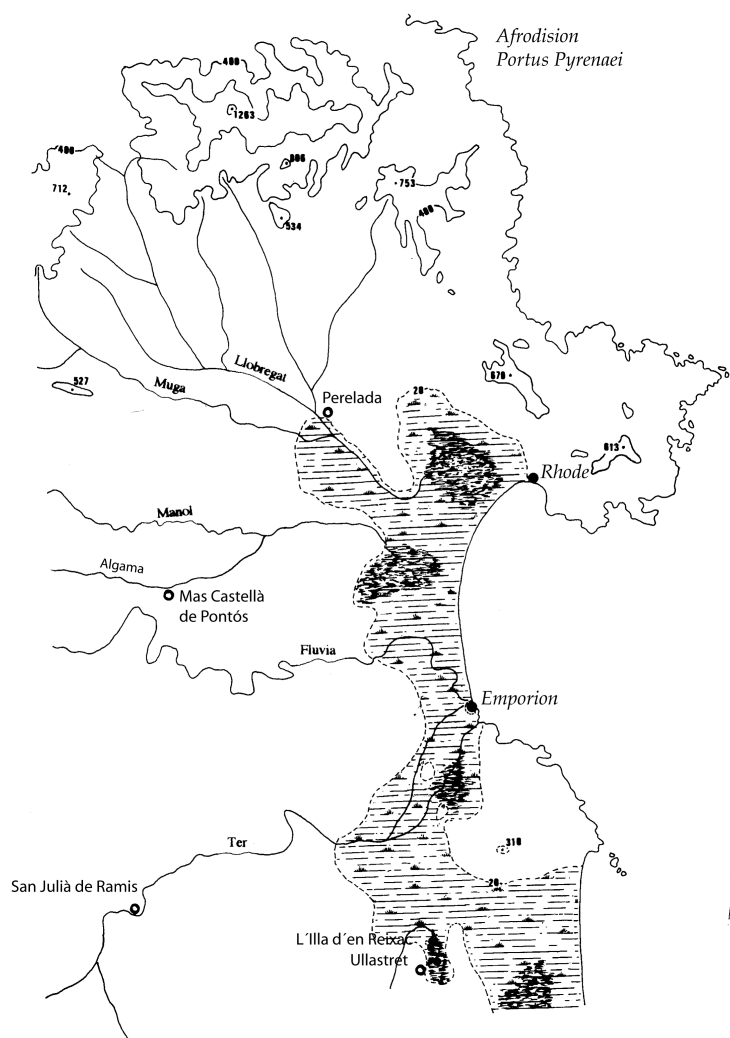 Afrodision
Portus Pyrenaei
400
1263
400
806
712
753
400
534
Llobregat
Muga
527
670
20
Perelada
613
Rhode
Manol
Algama
Mas Castellà
de Pontós
Fluvia
Emporion
Ter
310
20
San Julià de Ramis
L´Illa d´en Reixac
Ullastret